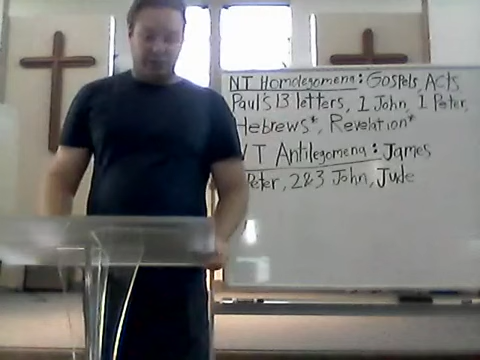 NT Homolegomena: Gospels, Acts
Paul's 13 letters, 1 John, 1 Peter,
Hebrews*, Revelation*
T Antilegomena: James
Peter, 2&3 John, Jude